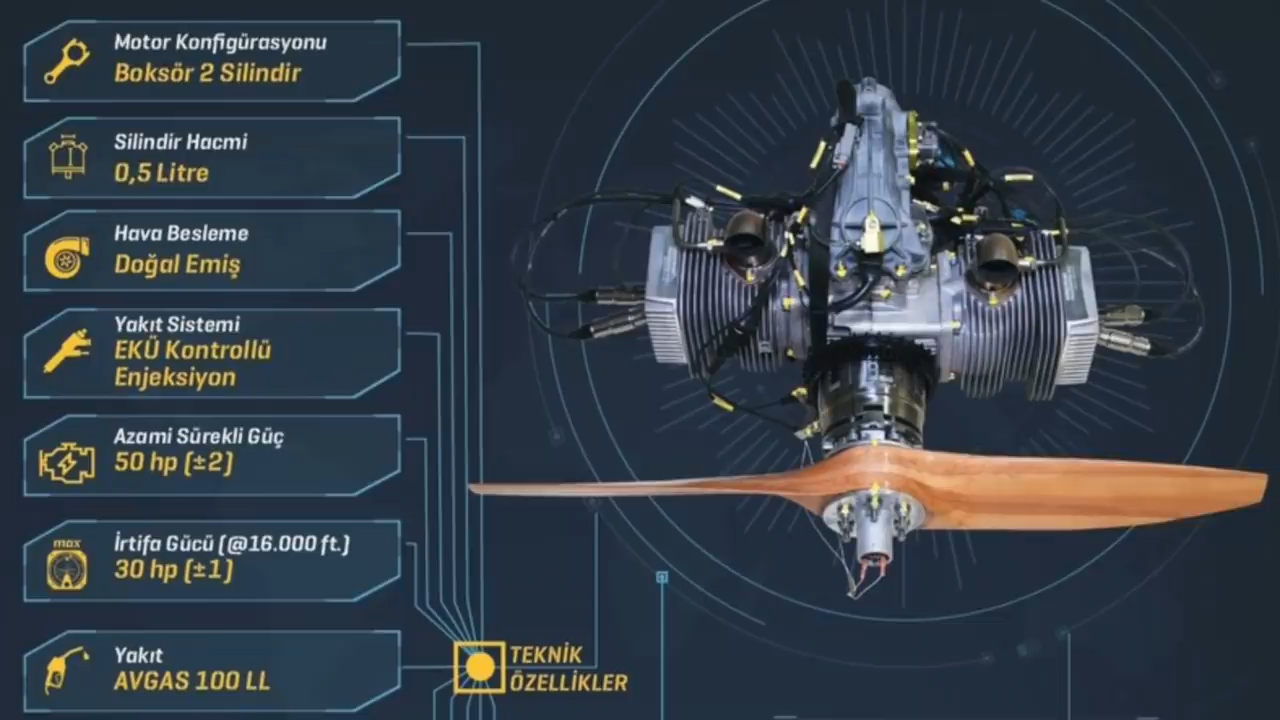 Motor Konfigürasyonu
Boksör 2 Silindir
Silindir Hacmi
0,5 Litre
Hava Besleme
Doğal Emiş
Yakıt Sistemi
EKÜ Kontrollü
Enjeksiyon
Azami Sürekli Güç
50 hp (±2)
max
İrtifa Gücü (@16.000 ft.)
30 hp (±1)
Yakıt
AVGAS 100 LL
TEKNİK
ÖZELLİKLER